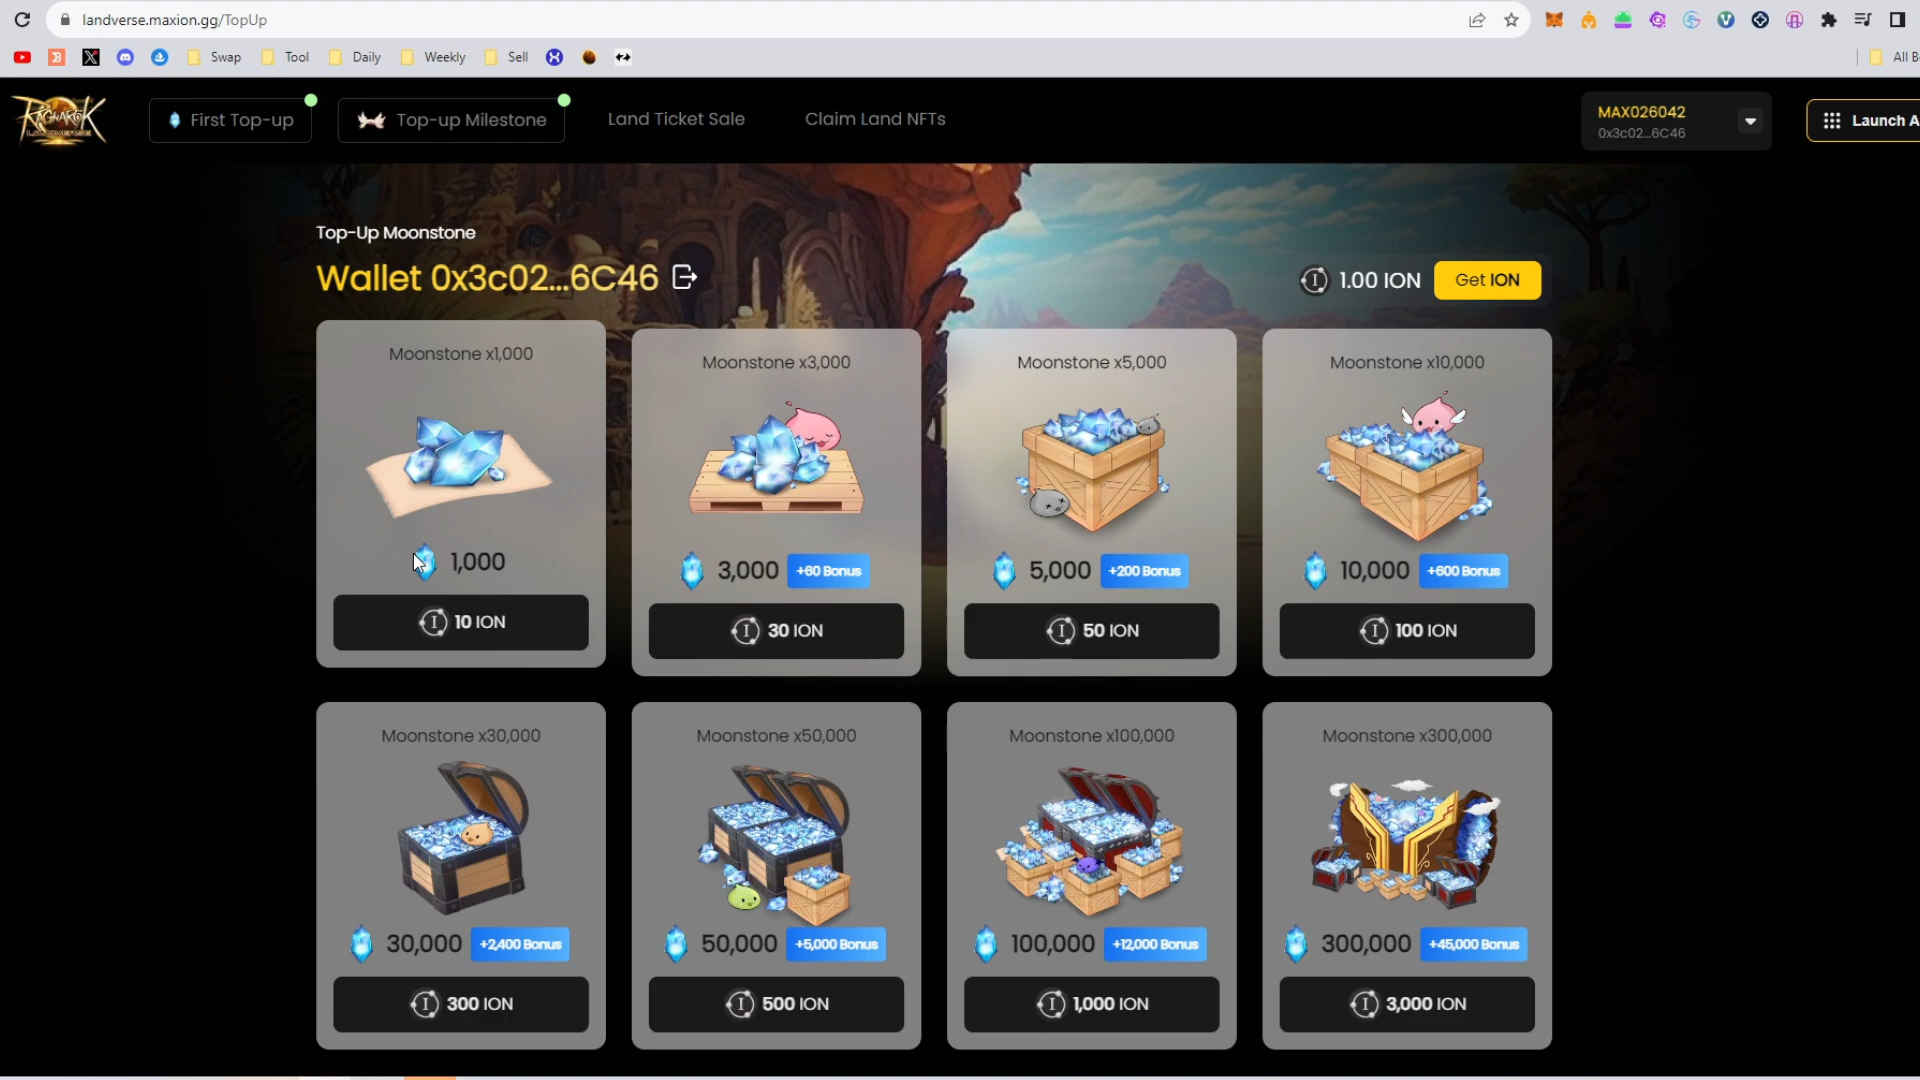 landverse.maxion.gg/TopUp
Swap
Tool
Daily
Weekly
Sell
All B
RAGNAROK
LANDVERSE
First Top-up
Top-up Milestone
Land Ticket Sale
Claim Land NFTs
MAX026042
0x3c02...6C46
Launch A
Top-Up Moonstone
Wallet 0x3c02...6C46
1.00 ION
Get ION
Moonstone x1,000
Moonstone x3,000
Moonstone x5,000
Moonstone x10,000
1,000
3,000 +60 Bonus
5,000 +200 Bonus
10,000 +600 Bonus
10 ION
30 ION
50 ION
100 ION
Moonstone x30,000
Moonstone x50,000
Moonstone x100,000
Moonstone x300,000
30,000 +2,400 Bonus
50,000 +5,000 Bonus
100,000 +12,000 Bonus
300,000 +45,000 Bonus
300 ION
500 ION
1,000 ION
3,000 ION